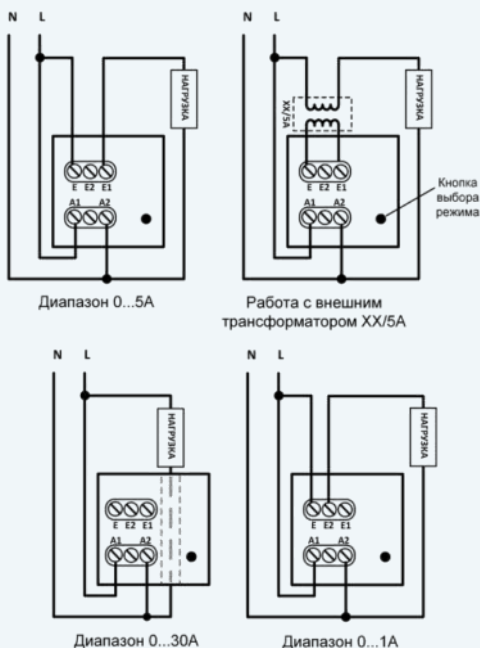 N L
НАГРУЗКА
E E2 E1
A1 A2
Диапазон 0...5А
N L
XX/5A
НАГРУЗКА
E E2 E1
A1 A2
Кнопка
выбора
режима
Работа с внешним
трансформатором XX/5А
N L
НАГРУЗКА
E E2 E1
A1 A2
Диапазон 0...30А
N L
НАГРУЗКА
E E2 E1
A1 A2
Диапазон 0...1А